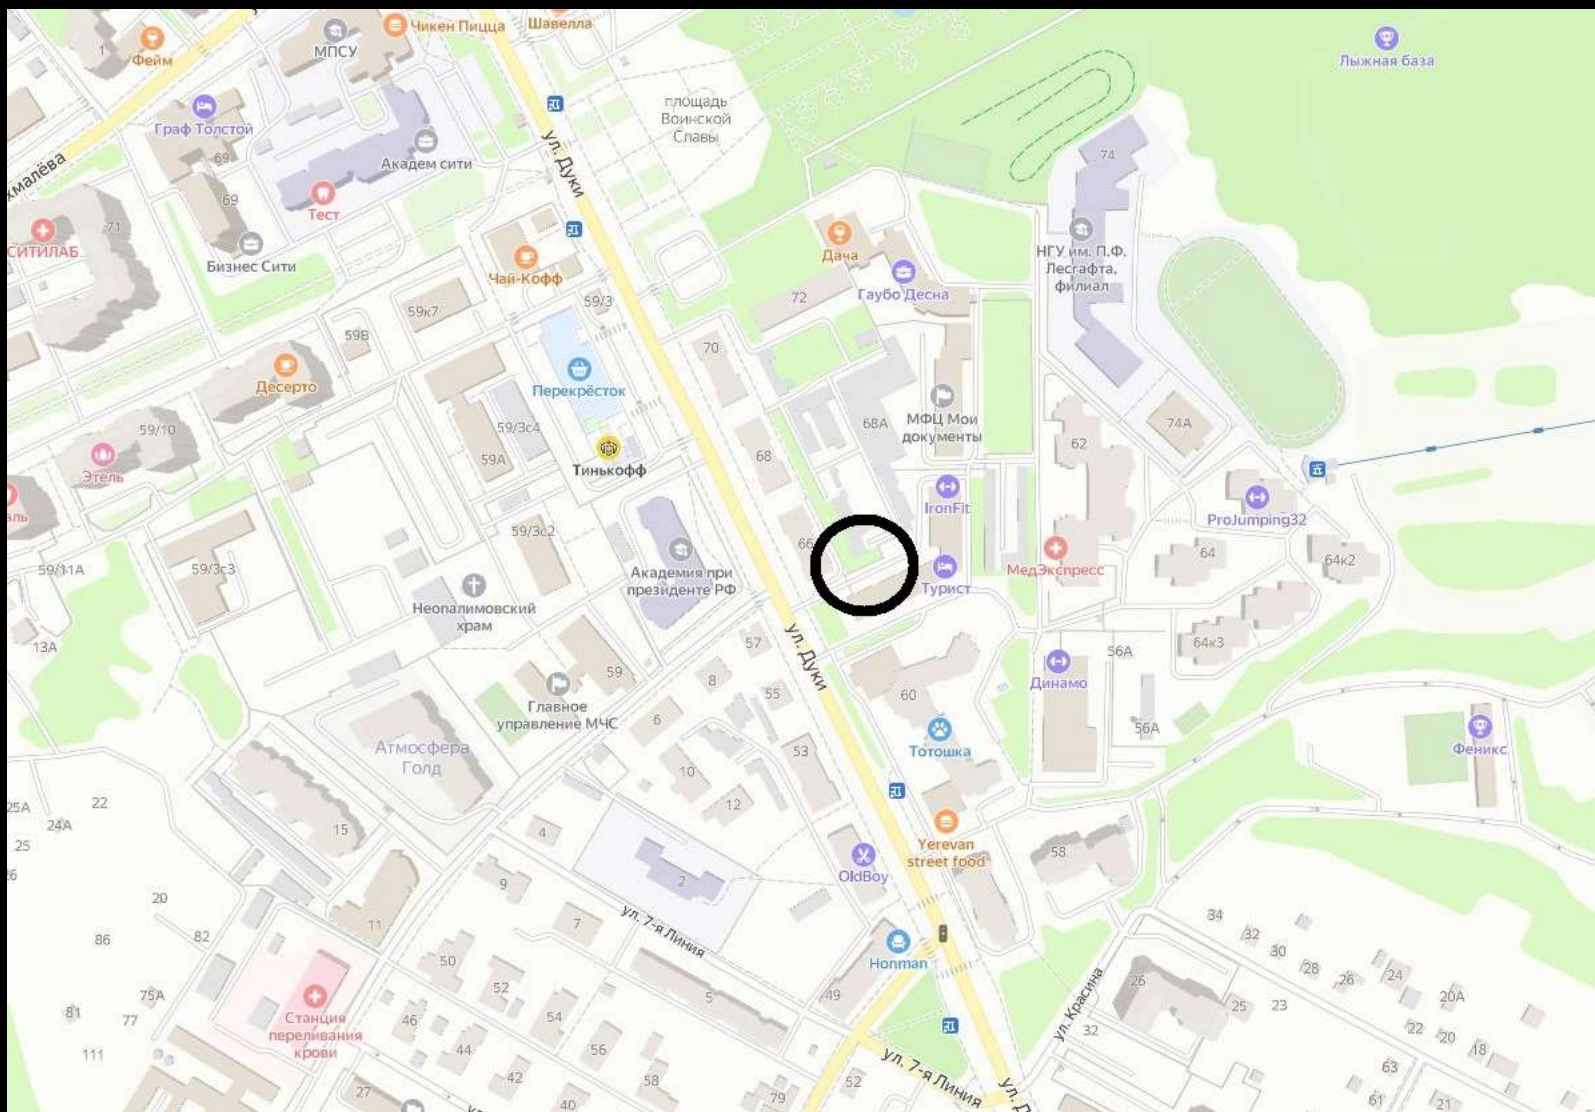 Чикен Пицца
Шавелла
МПСУ
1
Фейм
Лыжная база
площадь
Воинской
Славы
Граф Толстой
69
Академ сити
ул. Дуки
74
хмалёва
Тест
69
71
СИТИЛАБ
Бизнес Сити
Дача
НГУ им. П.Ф.
Лесгафта,
филиал
Чай-Кофф
59/3
72
Гаубо Десна
59к7
59В
70
Десерто
Перекрёсток
68А
МФЦ Мои
документы
74А
62
59/10
59/3с4
59А
68
Этель
Тинькофф
IronFit
ProJumping32
аль
59/3с2
66
64
64к2
59/11А
59/3с3
Академия при
президенте РФ
Турист
МедЭкспресс
Неопалимовский
храм
13А
57
ул. Дуки
64к3
56А
59
8
55
60
Динамо
Главное
управление МЧС
6
56А
Атмосфера
Голд
53
Тотошка
Феникс
10
12
25А
22
24А
15
4
25
Yerevan
street food
58
26
OldBoy
2
9
20
ул. 7-я Линия
7
11
34
32
86
82
30
Honman
50
28
26
24
52
5
49
26
75А
Станция
переливания
крови
81
77
46
54
25
23
20А
ул. Красина
32
22
20
111
44
56
18
ул. 7-я Линия
42
58
52
63
27
40
79
61
21
ул. Д